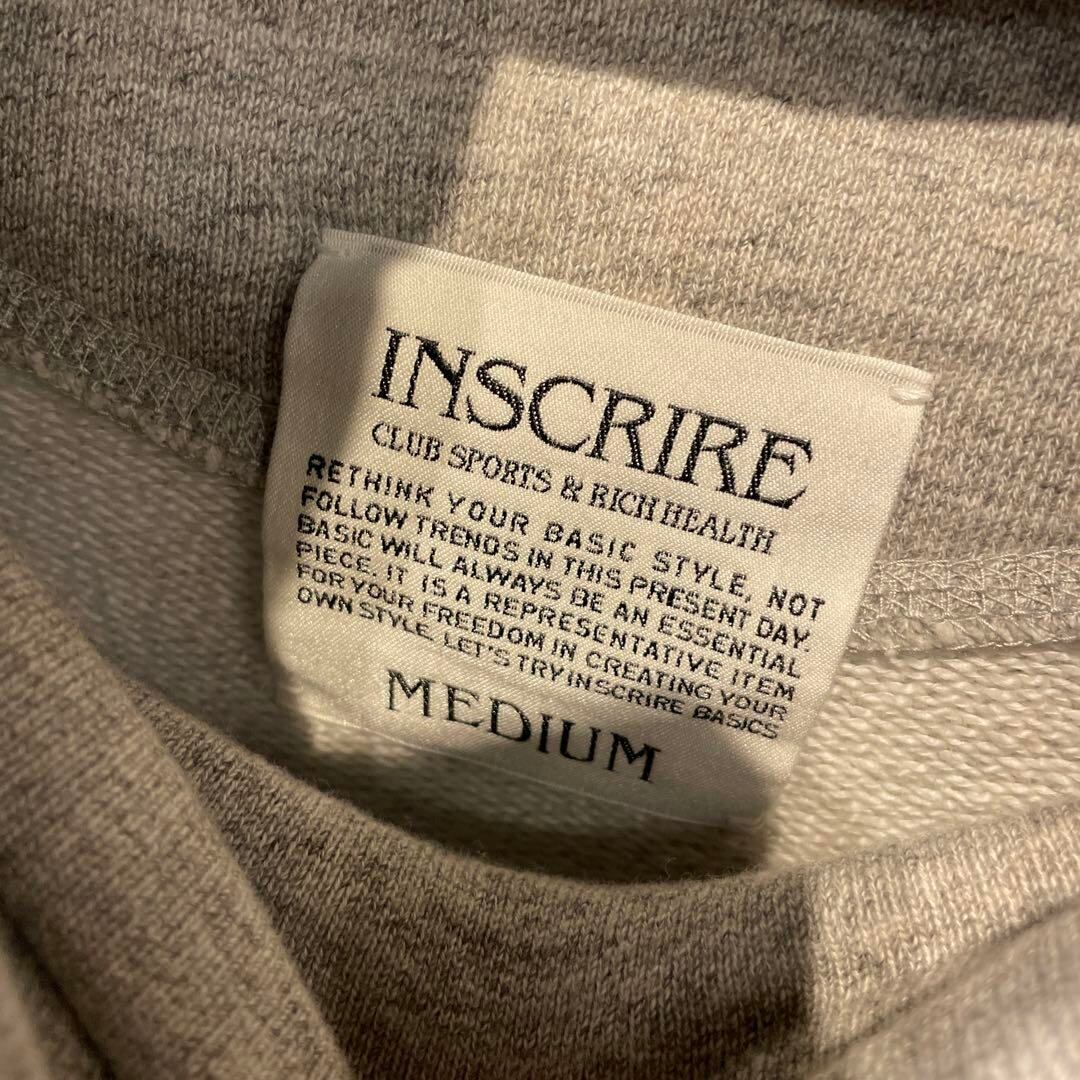 INSCRIRE
CLUB SPORTS & RICH HEALTH
RETHINK YOUR BASIC STYLE, NOT
FOLLOW TRENDS IN THIS PRESENT DAY.
BASIC WILL ALWAYS BE AN ESSENTIAL
PIECE. IT IS A REPRESENTATIVE ITEM
FOR YOUR FREEDOM IN CREATING YOUR
OWN STYLE. LET'S TRY INSCRIRE BASICS
MEDIUM